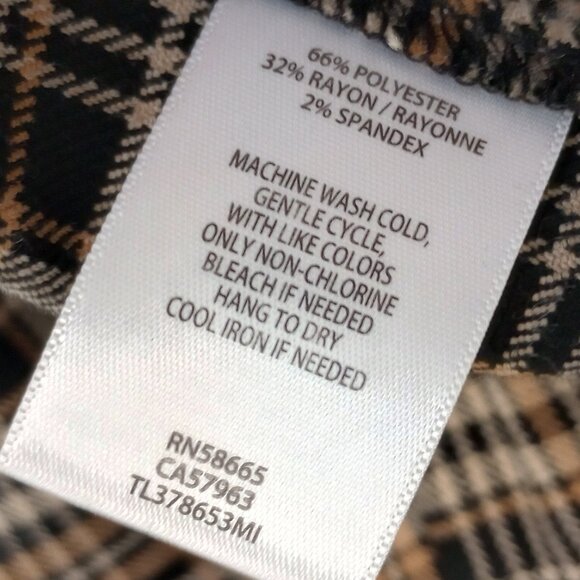 66% POLYESTER
32% RAYON / RAYONNE
2% SPANDEX
MACHINE WASH COLD,
GENTLE CYCLE,
WITH LIKE COLORS
ONLY NON-CHLORINE
BLEACH IF NEEDED
HANG TO DRY
COOL IRON IF NEEDED
RN58665
CA57963
TL378653MI